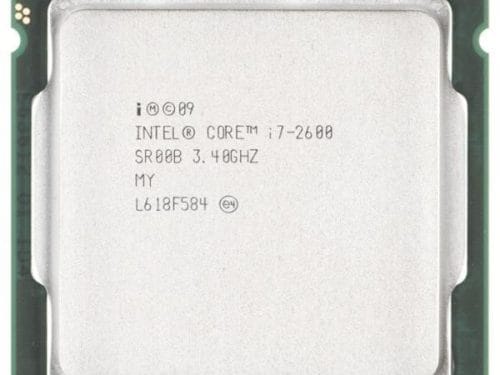 i Ⓜ©09
INTEL® CORE™ i7-2600
SR00B 3.40GHZ
MY
L618F584 ⓔ4